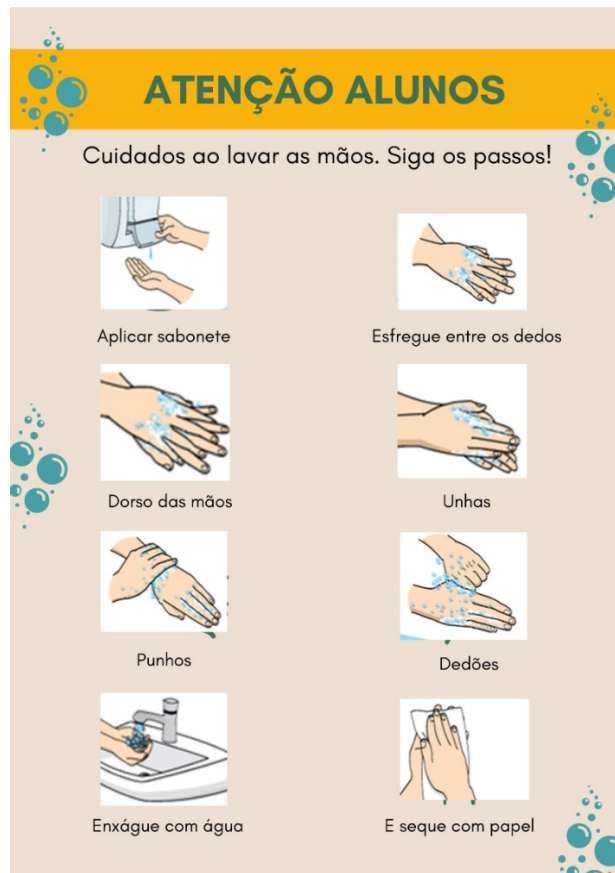 ATENÇÃO ALUNOS
Cuidados ao lavar as mãos. Siga os passos!
Aplicar sabonete
Esfregue entre os dedos
Dorso das mãos
Unhas
Punhos
Dedões
Enxágue com água
E seque com papel